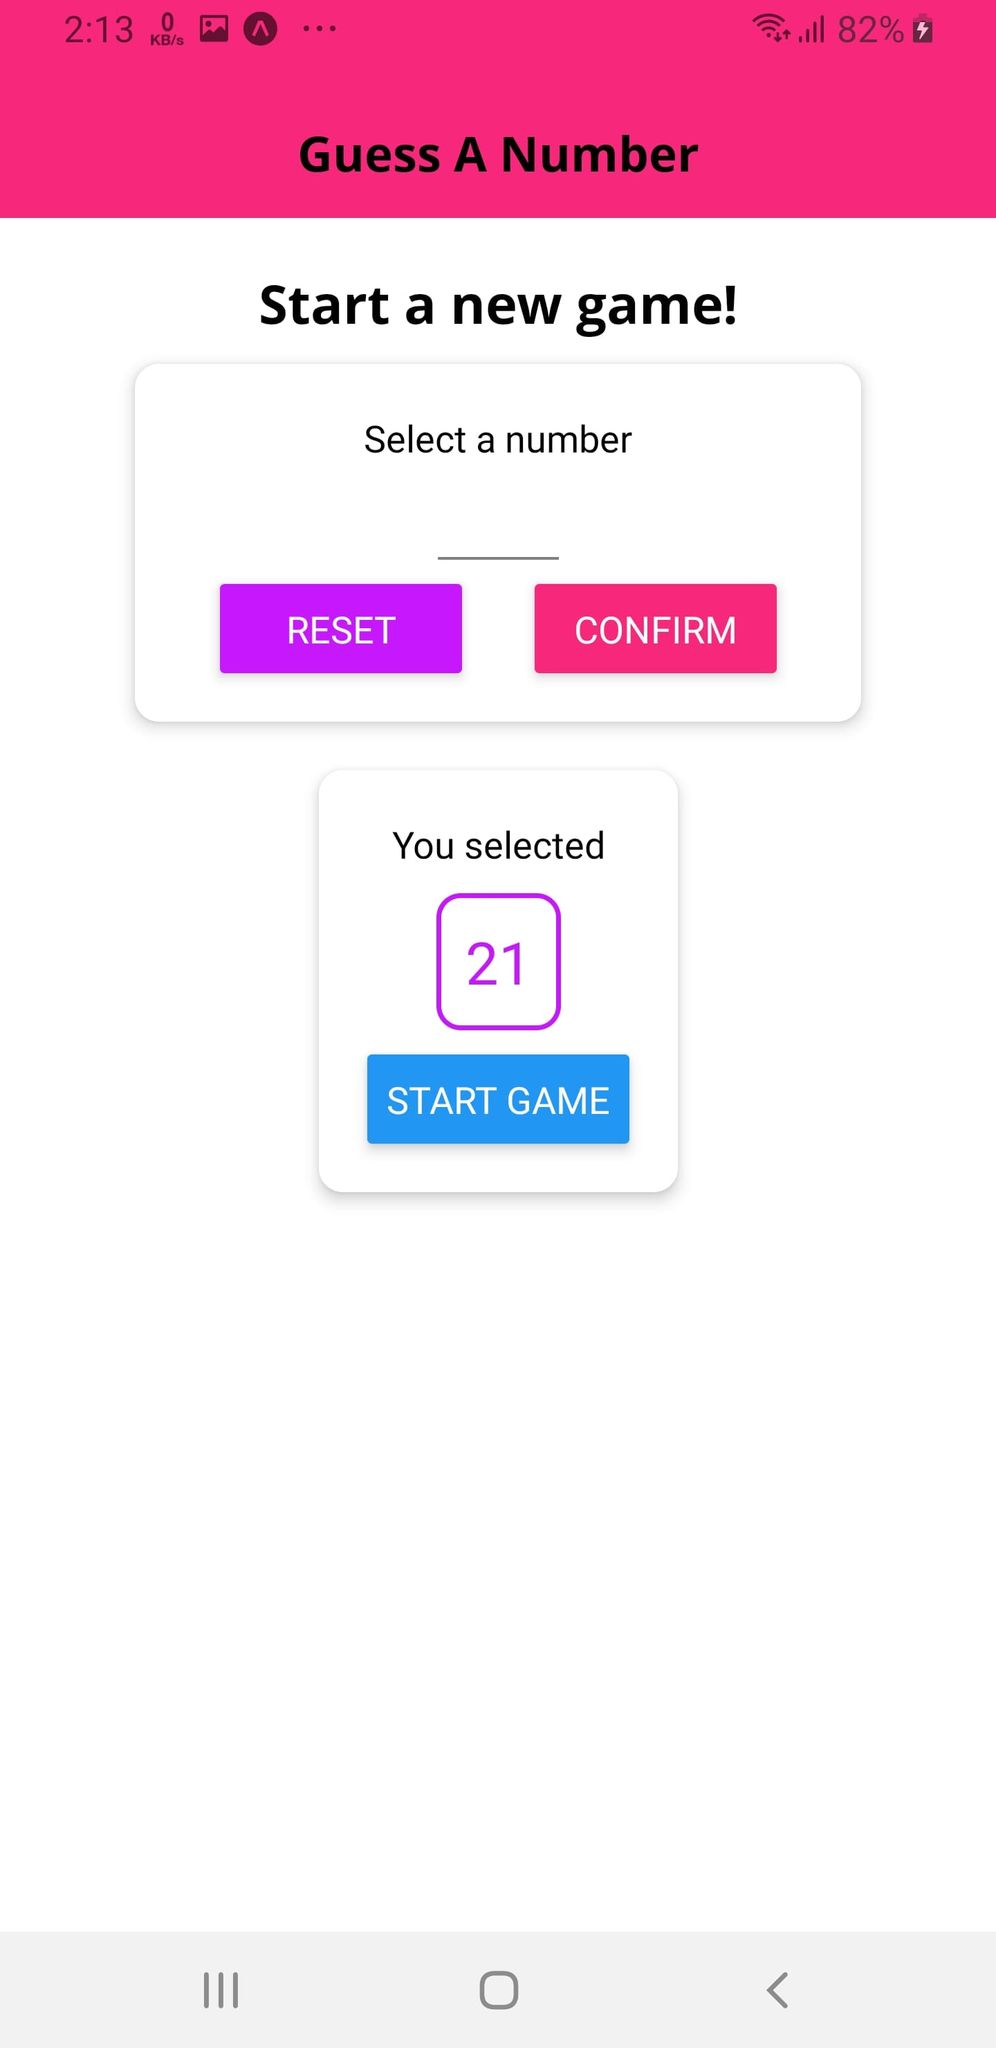 2:13 0 KB/s 82%
Guess A Number
Start a new game!
Select a number
RESET CONFIRM
You selected
21
START GAME